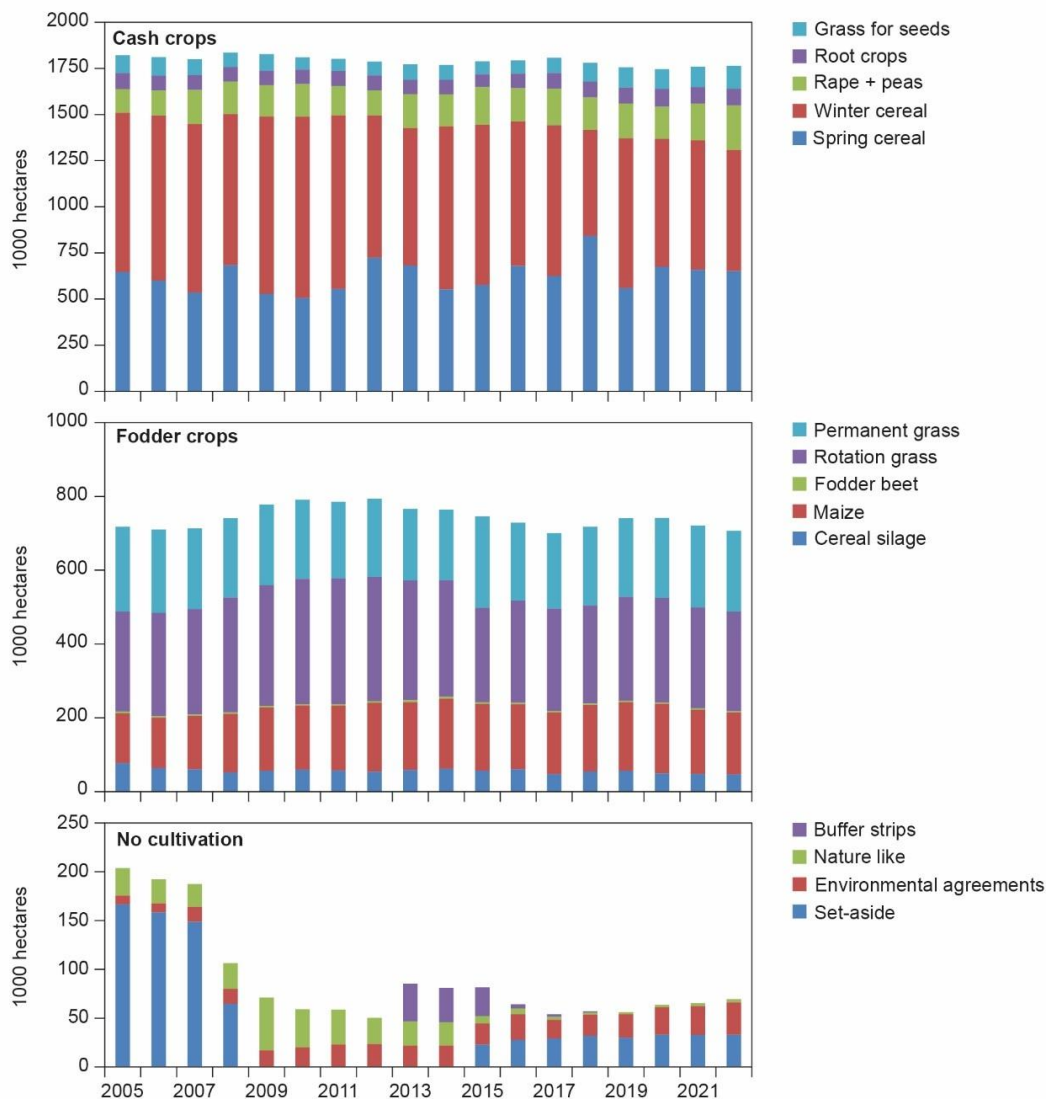 2000
1750
1500
1250
1000
750
500
250
0
1000 hectares
Cash crops
Grass for seeds
Root crops
Rape + peas
Winter cereal
Spring cereal
1000
800
600
400
200
0
1000 hectares
Fodder crops
Permanent grass
Rotation grass
Fodder beet
Maize
Cereal silage
250
200
150
100
50
0
1000 hectares
No cultivation
Buffer strips
Nature like
Environmental agreements
Set-aside
2005 2007 2009 2011 2013 2015 2017 2019 2021